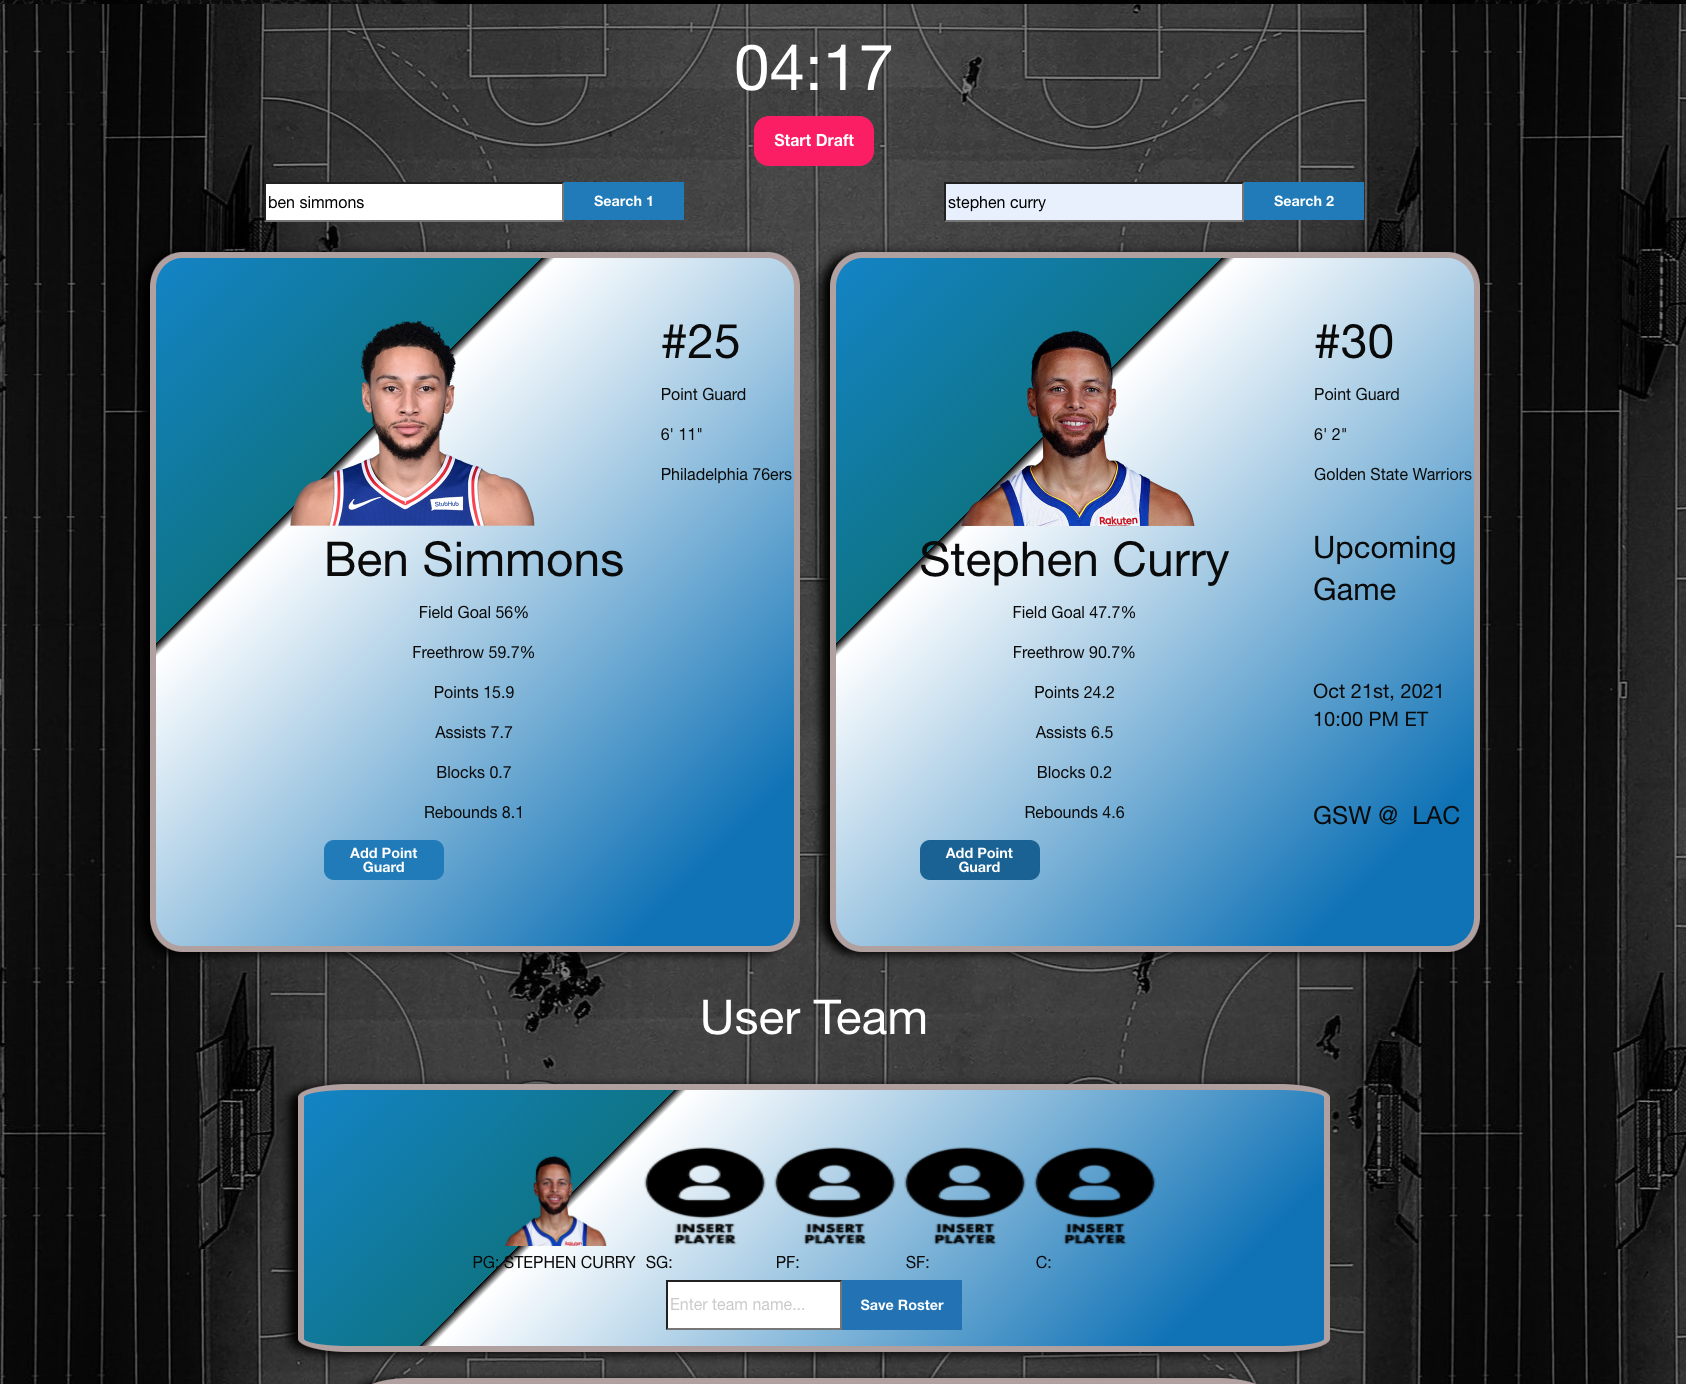 04:17
Start Draft
ben simmons
Search 1
stephen curry
Search 2
#25
Point Guard
6' 11"
Philadelphia 76ers
StubHub
Ben Simmons
Field Goal 56%
Freethrow 59.7%
Points 15.9
Assists 7.7
Blocks 0.7
Rebounds 8.1
Add Point
Guard
#30
Point Guard
6' 2"
Golden State Warriors
Rakuten
Stephen Curry
Field Goal 47.7%
Freethrow 90.7%
Points 24.2
Assists 6.5
Blocks 0.2
Rebounds 4.6
Add Point
Guard
Upcoming
Game
Oct 21st, 2021
10:00 PM ET
GSW @ LAC
User Team
INSERT
PLAYER
INSERT
PLAYER
INSERT
PLAYER
INSERT
PLAYER
PG: STEPHEN CURRY
SG:
PF:
SF:
C:
Enter team name...
Save Roster